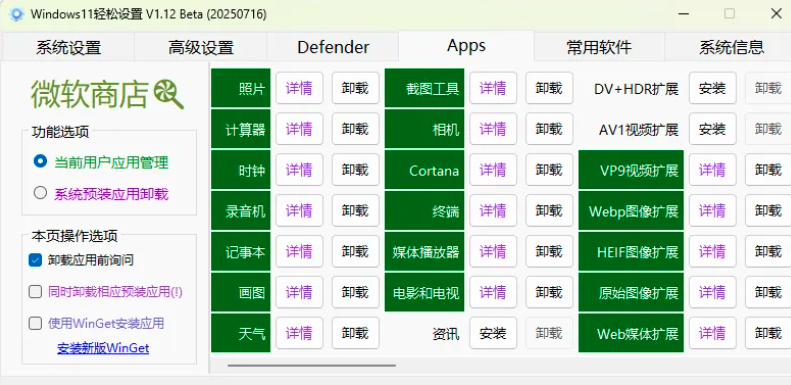 Windows11轻松设置 V1.12 Beta (20250716)
系统设置 高级设置 Defender Apps 常用软件 系统信息
微软商店
功能选项
当前用户应用管理
系统预装应用卸载
本页操作选项
卸载应用前询问
同时卸载相应预装应用(!)
使用WinGet安装应用
安装新版WinGet
照片 详情 卸载 截图工具 详情 卸载 DV+HDR扩展 安装 卸载
计算器 详情 卸载 相机 详情 卸载 AV1视频扩展 安装 卸载
时钟 详情 卸载 Cortana 详情 卸载 VP9视频扩展 详情 卸载
录音机 详情 卸载 终端 详情 卸载 Webp图像扩展 详情 卸载
记事本 详情 卸载 媒体播放器 详情 卸载 HEIF图像扩展 详情 卸载
画图 详情 卸载 电影和电视 详情 卸载 原始图像扩展 详情 卸载
天气 详情 卸载 资讯 安装 卸载 Web媒体扩展 详情 卸载